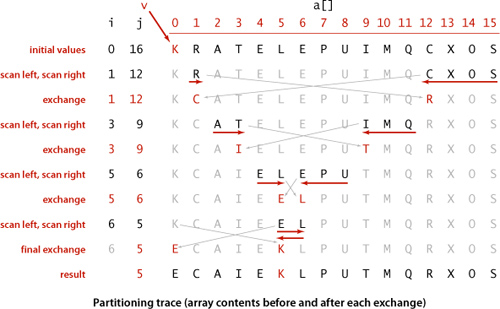 v a[]
i j 0 1 2 3 4 5 6 7 8 9 10 11 12 13 14 15
initial values 0 16 K R A T E L E P U I M Q C X O S
scan left, scan right 1 12 K R A T E L E P U I M Q C X O S
exchange 1 12 K C A T E L E P U I M Q R X O S
scan left, scan right 3 9 K C A T E L E P U I M Q R X O S
exchange 3 9 K C A I E L E P U T M Q R X O S
scan left, scan right 5 6 K C A I E L E P U T M Q R X O S
exchange 5 6 K C A I E E L P U T M Q R X O S
scan left, scan right 6 5 K C A I E E L P U T M Q R X O S
final exchange 6 5 E C A I E K L P U T M Q R X O S
result 5 E C A I E K L P U T M Q R X O S
Partitioning trace (array contents before and after each exchange)